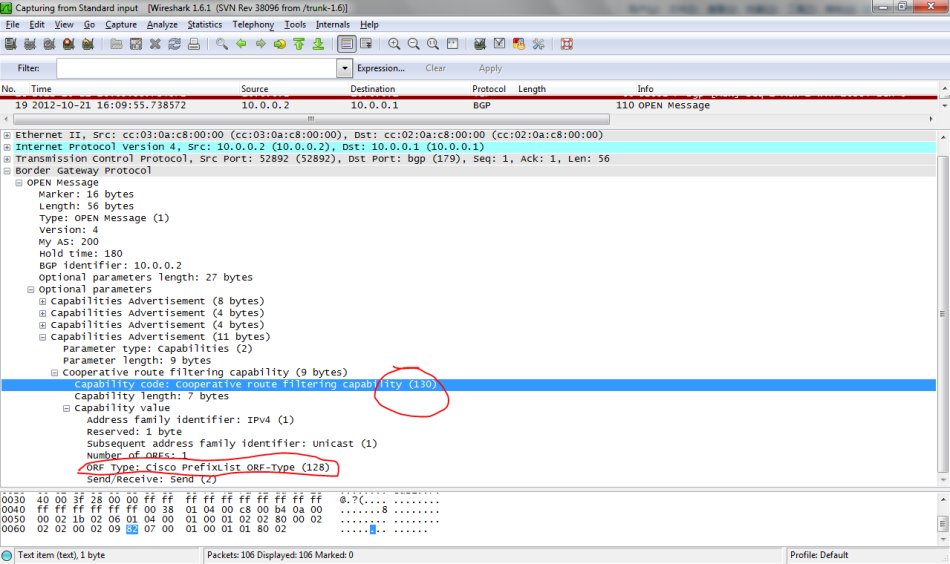 Capturing from Standard input [Wireshark 1.6.1 (SVN Rev 38096 from /trunk-1.6)]
File Edit View Go Capture Analyze Statistics Telephony Tools Internals Help
Filter: Expression... Clear Apply
No. Time Source Destination Protocol Length Info
19 2012-10-21 16:09:55.738572 10.0.0.2 10.0.0.1 BGP 110 OPEN Message
Ethernet II, Src: cc:03:0a:c8:00:00 (cc:03:0a:c8:00:00), Dst: cc:02:0a:c8:00:00 (cc:02:0a:c8:00:00)
Internet Protocol Version 4, Src: 10.0.0.2 (10.0.0.2), Dst: 10.0.0.1 (10.0.0.1)
Transmission Control Protocol, Src Port: 52892 (52892), Dst Port: bgp (179), Seq: 1, Ack: 1, Len: 56
Border Gateway Protocol
OPEN Message
Marker: 16 bytes
Length: 56 bytes
Type: OPEN Message (1)
Version: 4
My AS: 200
Hold time: 180
BGP identifier: 10.0.0.2
Optional parameters length: 27 bytes
Optional parameters
Capabilities Advertisement (8 bytes)
Capabilities Advertisement (4 bytes)
Capabilities Advertisement (4 bytes)
Capabilities Advertisement (11 bytes)
Parameter type: Capabilities (2)
Parameter length: 9 bytes
Cooperative route filtering capability (9 bytes)
Capability code: Cooperative route filtering capability (130)
Capability length: 7 bytes
Capability value
Address family identifier: IPv4 (1)
Reserved: 1 byte
Subsequent address family identifier: Unicast (1)
Number of ORFs: 1
ORF Type: Cisco PrefixList ORF-Type (128)
Send/Receive: Send (2)
0030 40 00 3f 28 00 00 ff ff ff ff ff ff ff ff ff ff @.?(.... ........
0040 ff ff ff ff ff ff 00 38 01 04 00 c8 00 b4 0a 00 .......8 ........
0050 00 02 1b 02 06 01 04 00 01 00 01 02 02 80 00 02 ........ ........
0060 02 02 00 02 09 82 07 00 01 00 01 01 80 02 ........ ......
Text item (text), 1 byte Packets: 106 Displayed: 106 Marked: 0 Profile: Default